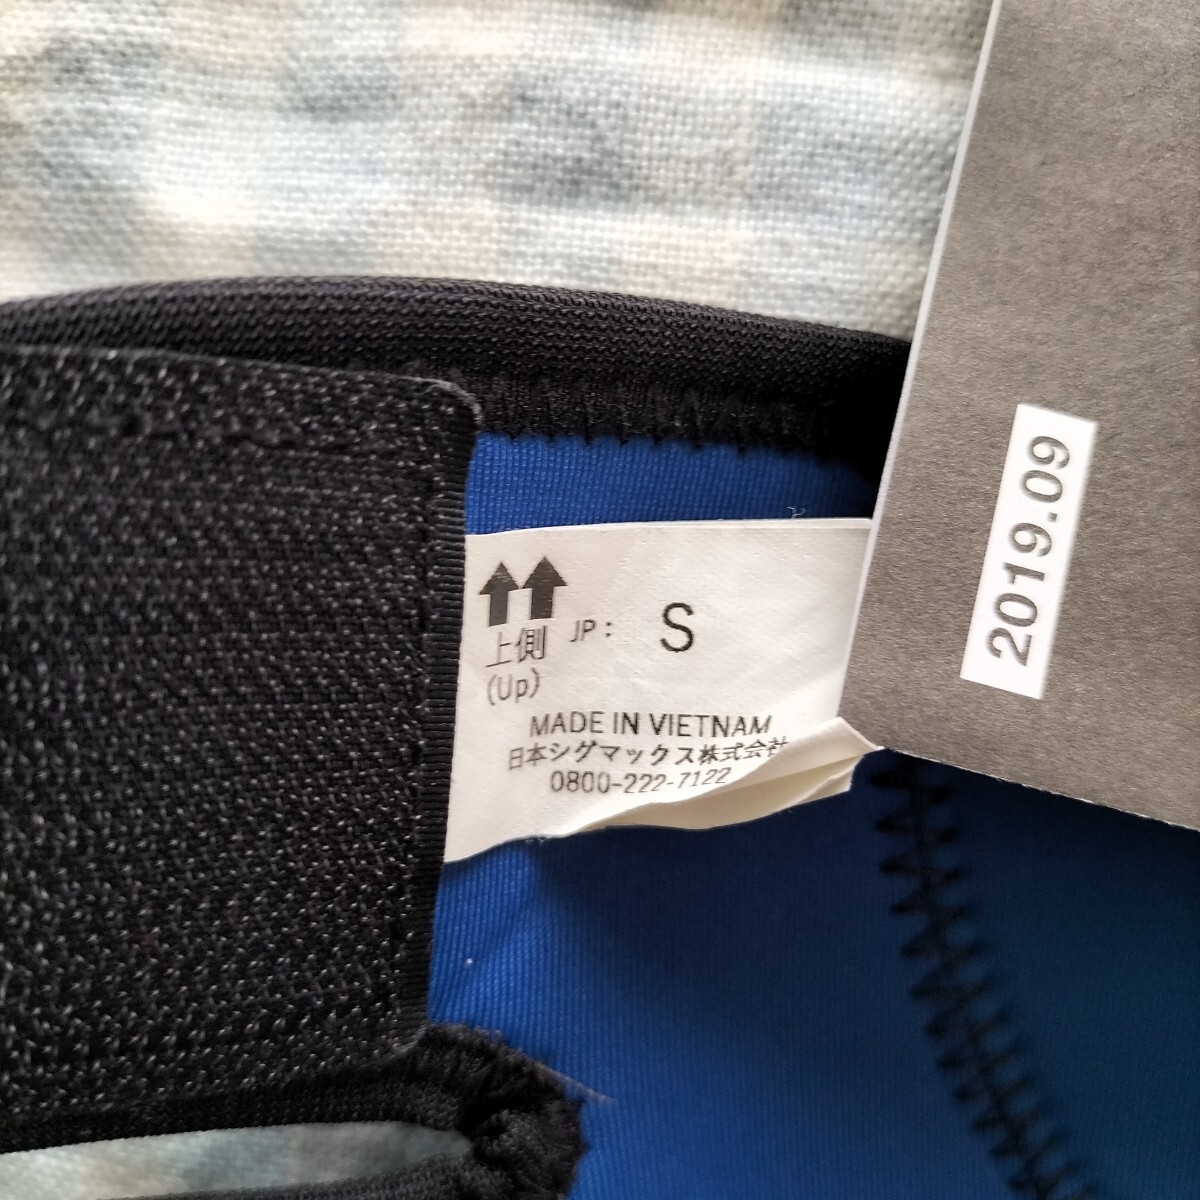 上側 JP: S
(Up)
MADE IN VIETNAM
日本シグマックス株式会社
0800-222-7122
2019.09